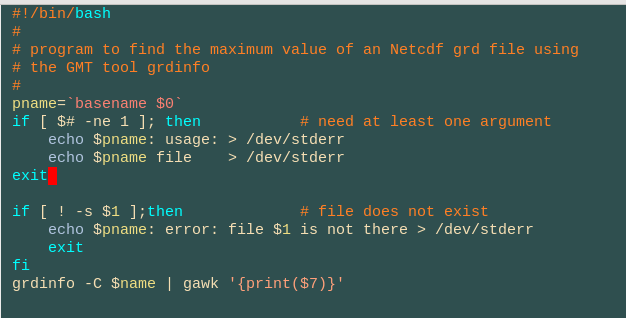 #!/bin/bash
#
# program to find the maximum value of an Netcdf grd file using
# the GMT tool grdinfo
#
pname=`basename $0`
if [ $# -ne 1 ]; then           # need at least one argument
    echo $pname: usage: > /dev/stderr
    echo $pname file    > /dev/stderr
exit

if [ ! -s $1 ];then             # file does not exist
    echo $pname: error: file $1 is not there > /dev/stderr
    exit
fi
grdinfo -C $name | gawk '{print($7)}'